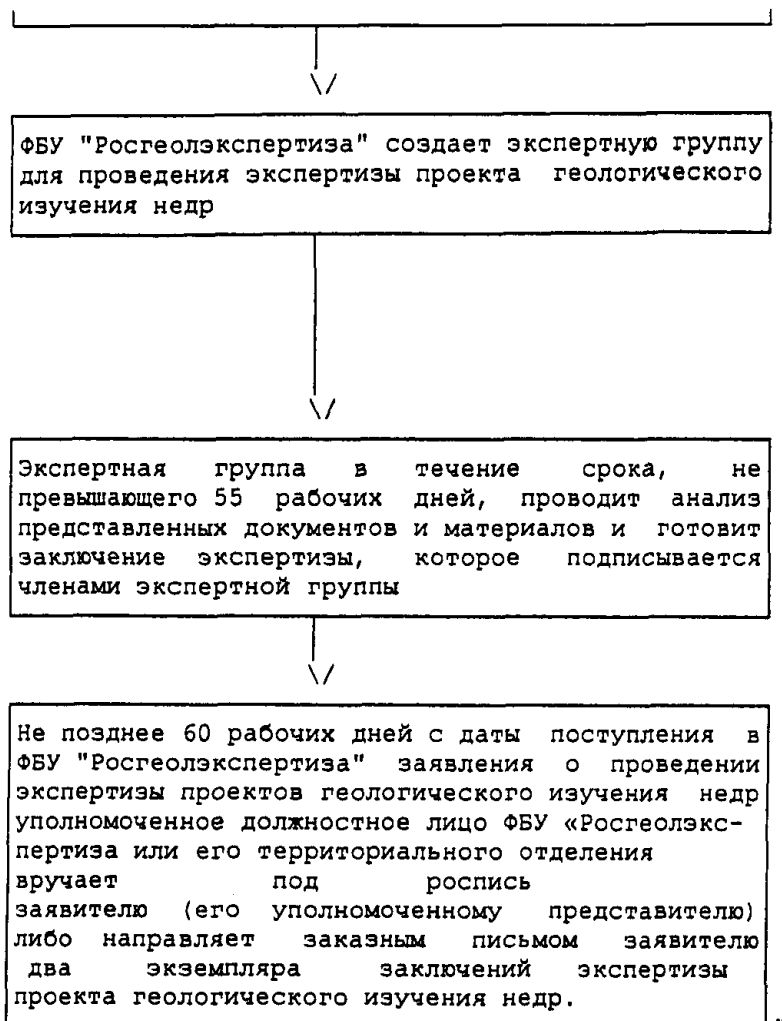 ФБУ "Росгеолэкспертиза" создает экспертную группу
для проведения экспертизы проекта геологического
изучения недр
Экспертная группа в течение срока, не
превышающего 55 рабочих дней, проводит анализ
представленных документов и материалов и готовит
заключение экспертизы, которое подписывается
членами экспертной группы
Не позднее 60 рабочих дней с даты поступления в
ФБУ "Росгеолэкспертиза" заявления о проведении
экспертизы проектов геологического изучения недр
уполномоченное должностное лицо ФБУ «Росгеолэкс-
пертиза или его территориального отделения
вручает под роспись
заявителю (его уполномоченному представителю)
либо направляет заказным письмом заявителю
два экземпляра заключений экспертизы
проекта геологического изучения недр.